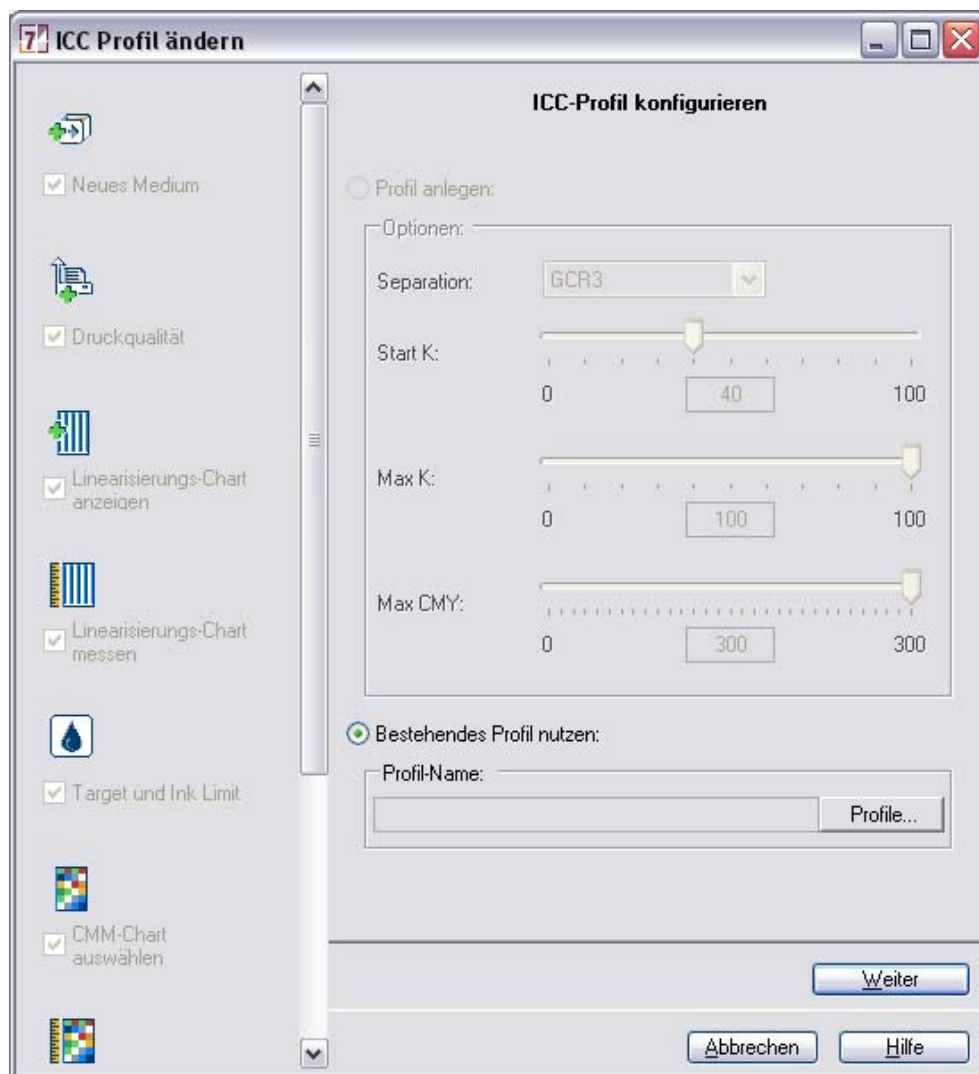 7 ICC Profil ändern
Neues Medium
Druckqualität
Linearisierungs-Chart
anzeigen
Linearisierungs-Chart
messen
Target und Ink Limit
CMM-Chart
auswählen
ICC-Profil konfigurieren
Profil anlegen:
Optionen:
Separation: GCR3
Start K:
0 40 100
Max K:
0 100 100
Max CMY:
0 300 300
Bestehendes Profil nutzen:
Profil-Name:
Profile...
Weiter
Abbrechen Hilfe